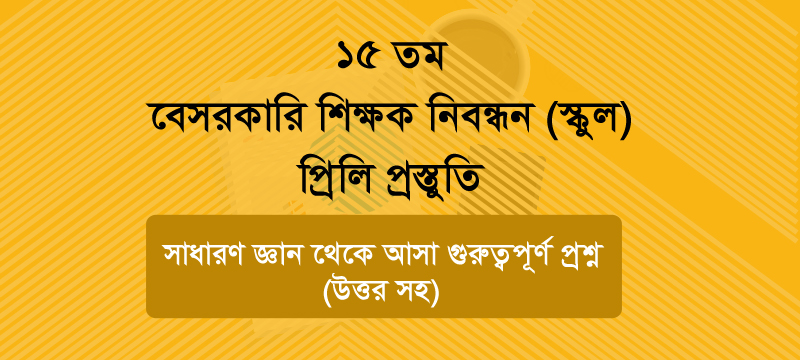 ১৫ তম
বেসরকারি শিক্ষক নিবন্ধন (স্কুল)
প্রিলি প্রস্তুতি
সাধারণ জ্ঞান থেকে আসা গুরুত্বপূর্ণ প্রশ্ন
(উত্তর সহ)